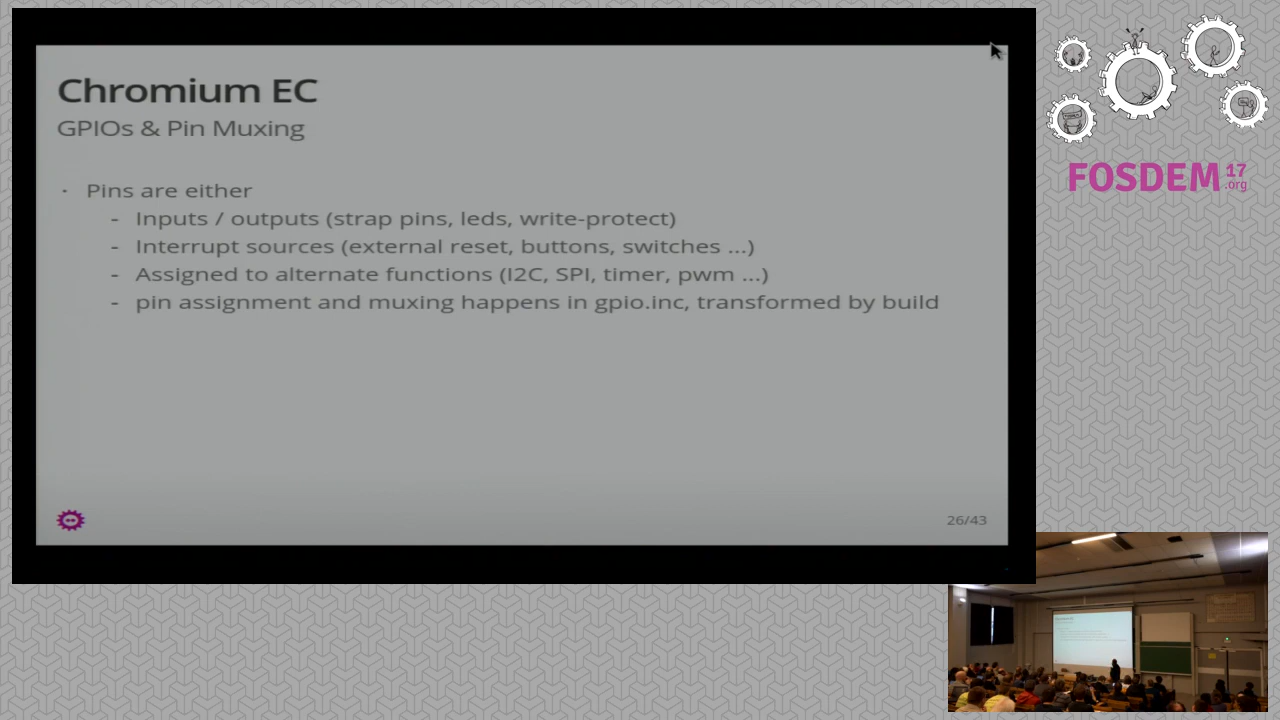 Chromium EC
GPIOs & Pin Muxing
· Pins are either
- Inputs / outputs (strap pins, leds, write-protect)
- Interrupt sources (external reset, buttons, switches ...)
- Assigned to alternate functions (I2C, SPI, timer, pwm ...)
- pin assignment and muxing happens in gpio.inc, transformed by build
26/43
FOSDEM 17
.org